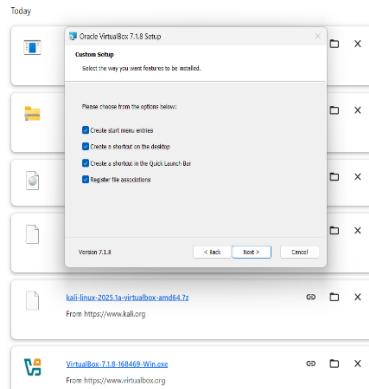 Today
Oracle VirtualBox 7.1.8 Setup
Custom Setup
Select the way you want features to be installed.
Please choose from the options below:
Create start menu entries
Create a shortcut on the desktop
Create a shortcut in the Quick Launch Bar
Register file associations
Version 7.1.8
< Back
Next >
Cancel
kali-linux-2025.1a-virtualbox-amd64.7z
From https://www.kali.org
VirtualBox-7.1.8-168469-Win.exe
From https://www.virtualbox.org